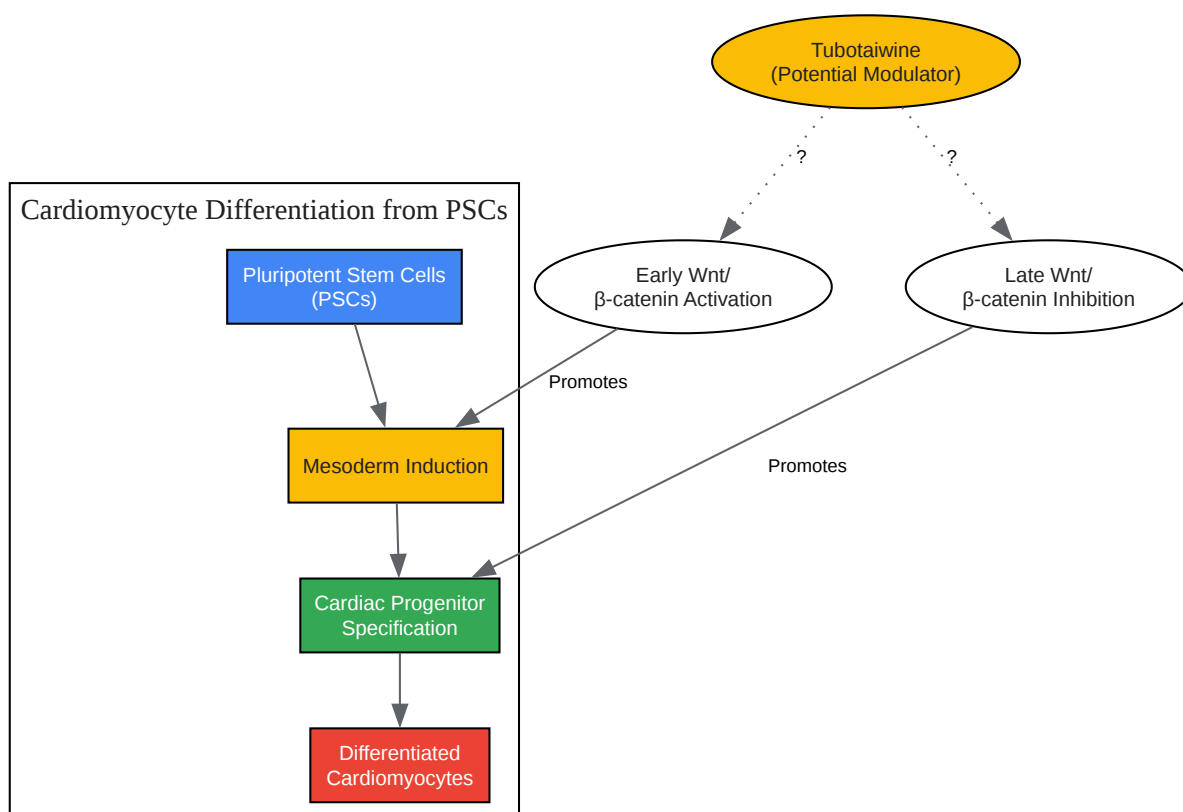 Tubotaiwine
(Potential Modulator)
?
?
Cardiomyocyte Differentiation from PSCs
Pluripotent Stem Cells
(PSCs)
Early Wnt/
β-catenin Activation
Late Wnt/
β-catenin Inhibition
Promotes
Mesoderm Induction
Promotes
Cardiac Progenitor
Specification
Differentiated
Cardiomyocytes